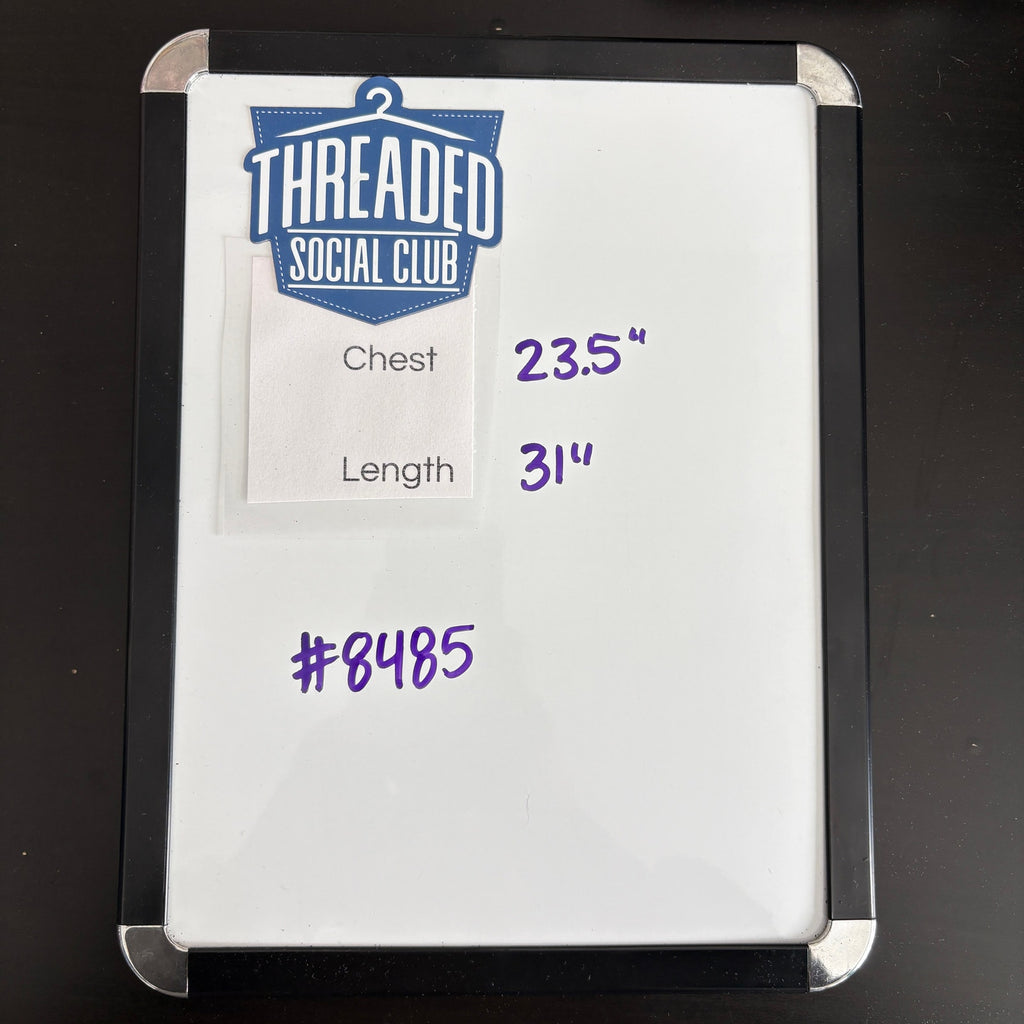 THREADED
SOCIAL CLUB
Chest 23.5"
Length 31"
#8485